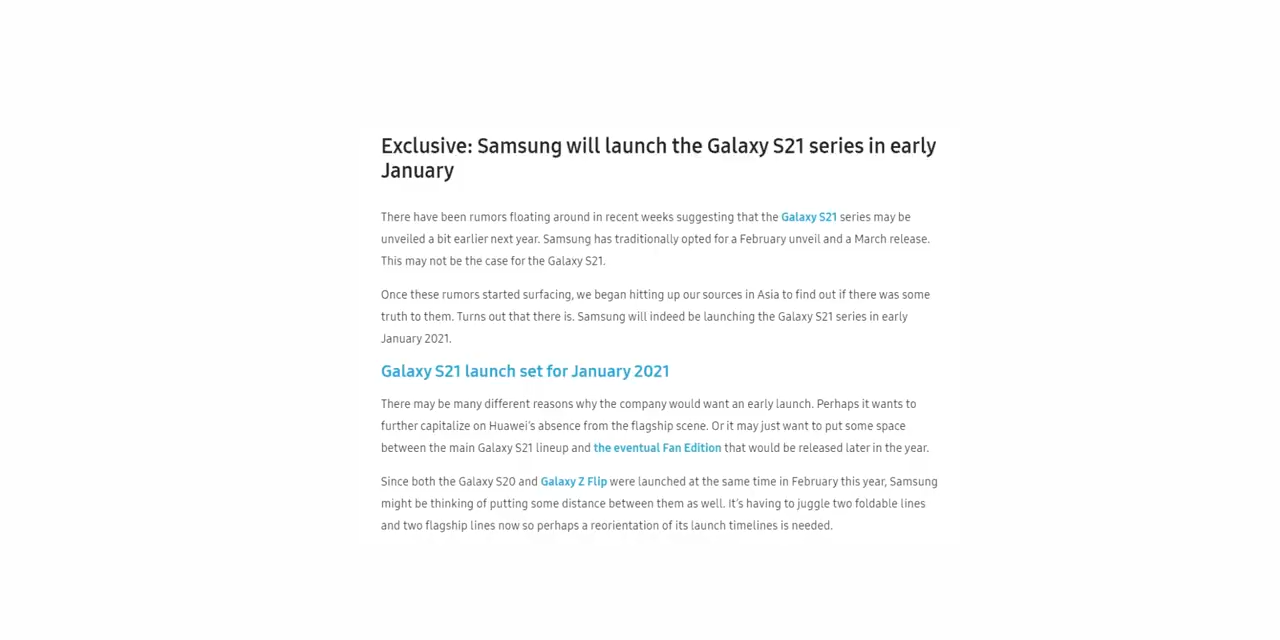 Exclusive: Samsung will launch the Galaxy S21 series in early
January
There have been rumors floating around in recent weeks suggesting that the Galaxy S21 series may be
unveiled a bit earlier next year. Samsung has traditionally opted for a February unveil and a March release.
This may not be the case for the Galaxy S21.
Once these rumors started surfacing, we began hitting up our sources in Asia to find out if there was some
truth to them. Turns out that there is. Samsung will indeed be launching the Galaxy S21 series in early
January 2021.
Galaxy S21 launch set for January 2021
There may be many different reasons why the company would want an early launch. Perhaps it wants to
further capitalize on Huawei's absence from the flagship scene. Or it may just want to put some space
between the main Galaxy S21 lineup and the eventual Fan Edition that would be released later in the year.
Since both the Galaxy S20 and Galaxy Z Flip were launched at the same time in February this year, Samsung
might be thinking of putting some distance between them as well. It's having to juggle two foldable lines
and two flagship lines now so perhaps a reorientation of its launch timelines is needed.